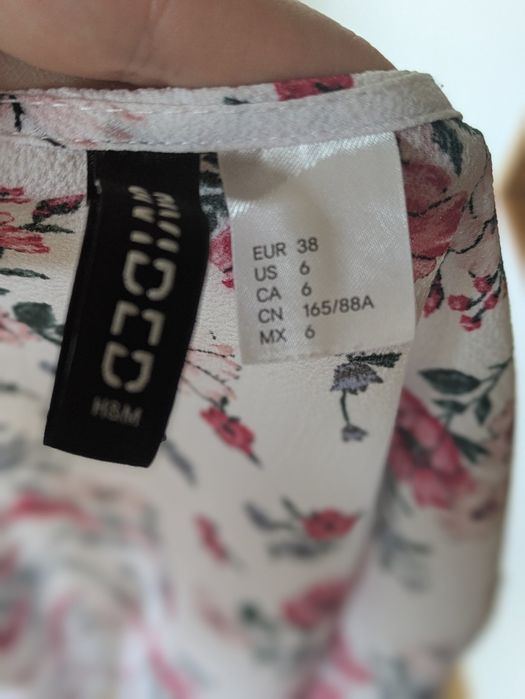 DIVIDED
H&M
EUR 38
US 6
CA 6
CN 165/88A
MX 6